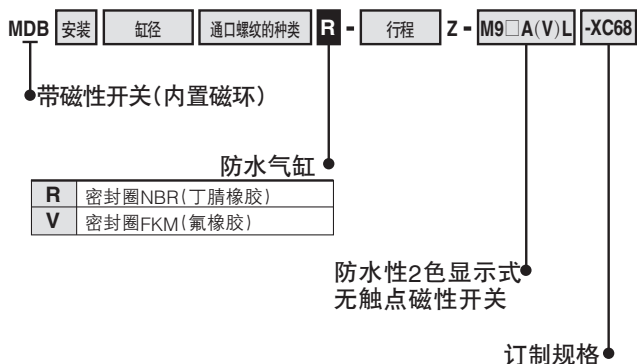 MDB 安装 缸径 通口螺纹的种类 R - 行程 Z - M9□A(V)L -XC68
●带磁性开关(内置磁环)
防水气缸●
R 密封圈NBR(丁腈橡胶)
V 密封圈FKM(氟橡胶)
防水性2色显示式●
无触点磁性开关
订制规格●